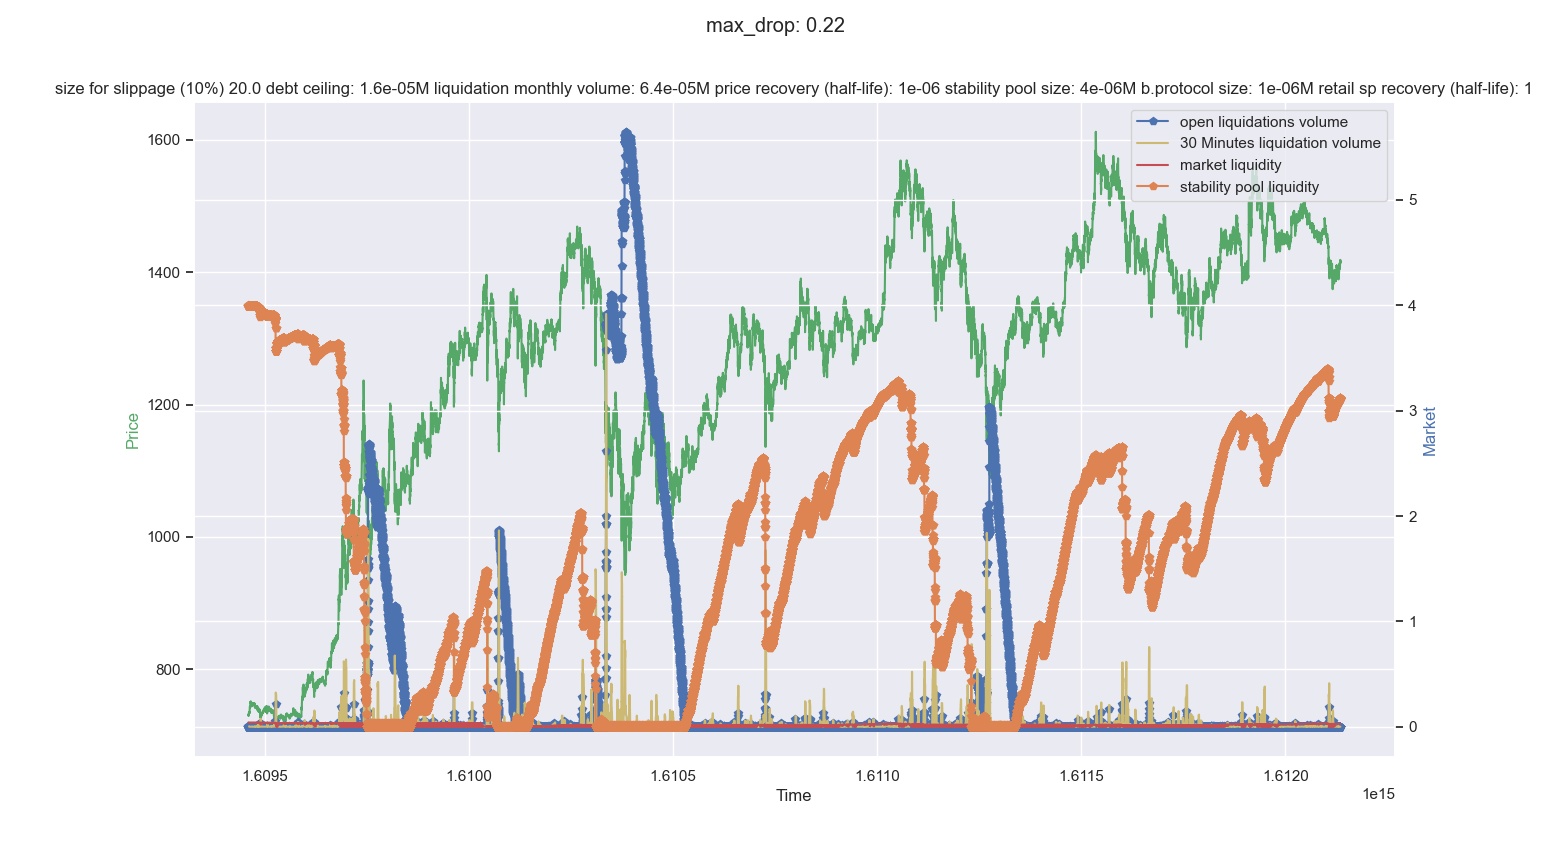 max_drop: 0.22
size for slippage (10%) 20.0 debt ceiling: 1.6e-05M liquidation monthly volume: 6.4e-05M price recovery (half-life): 1e-06 stability pool size: 4e-06M b.protocol size: 1e-06M retail sp recovery (half-life): 1
open liquidations volume
30 Minutes liquidation volume
market liquidity
stability pool liquidity
Price
1600
1400
1200
1000
800
Market
5
4
3
2
1
0
1.6095 1.6100 1.6105 1.6110 1.6115 1.6120
Time
1e15